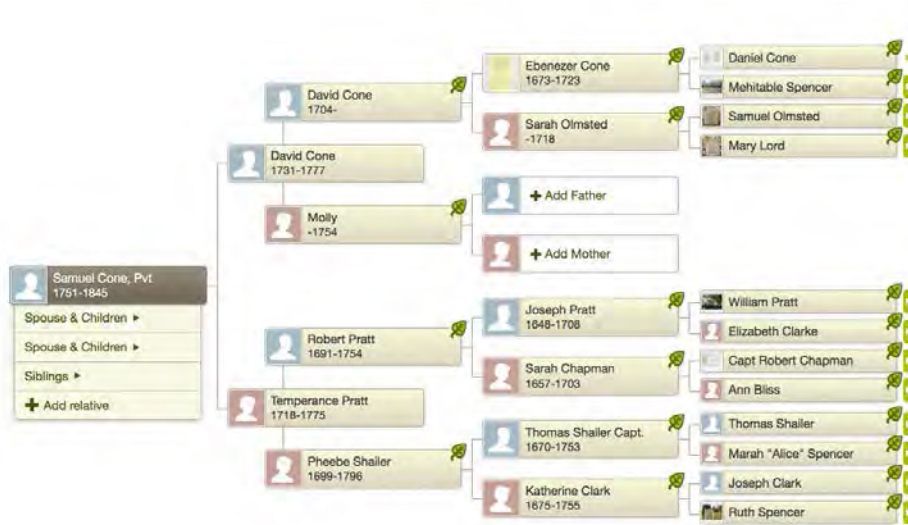 Samuel Cone, Pvt
1751-1845
Spouse & Children ▸
Spouse & Children ▸
Siblings ▸
+ Add relative
David Cone
1731-1777
Temperance Pratt
1718-1775
David Cone
1704-
Molly
-1754
Robert Pratt
1691-1754
Pheebe Shailer
1699-1796
Ebenezer Cone
1673-1723
Sarah Olmsted
-1718
+ Add Father
+ Add Mother
Joseph Pratt
1648-1706
Sarah Chapman
1657-1703
Thomas Shailer Capt.
1670-1753
Katherine Clark
1675-1755
Daniel Cone
Mehitable Spencer
Samuel Olmsted
Mary Lord
William Pratt
Elizabeth Clarke
Capt Robert Chapman
Ann Bliss
Thomas Shailer
Marah "Alice" Spencer
Joseph Clark
Ruth Spencer